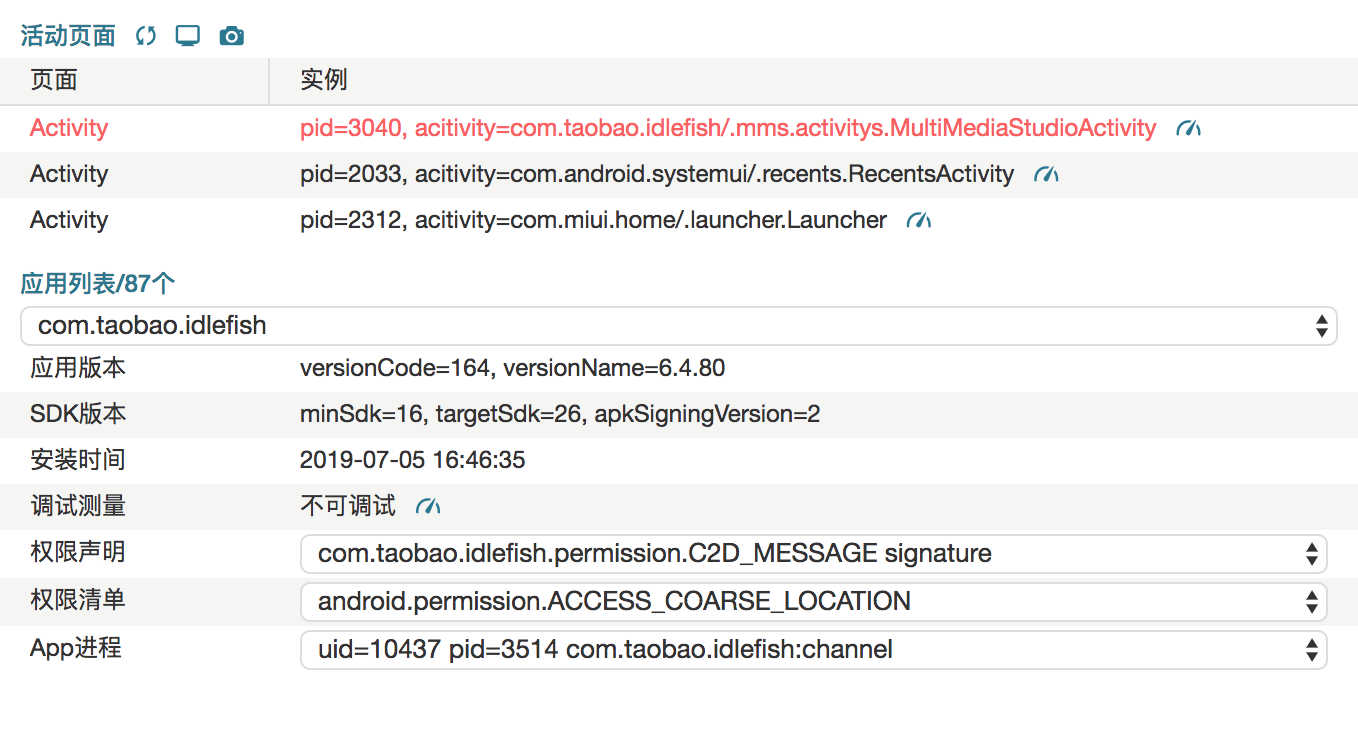 活动页面
页面 实例
Activity pid=3040, acitivity=com.taobao.idlefish/.mms.activitys.MultiMediaStudioActivity
Activity pid=2033, acitivity=com.android.systemui/.recents.RecentsActivity
Activity pid=2312, acitivity=com.miui.home/.launcher.Launcher
应用列表/87个
com.taobao.idlefish
应用版本 versionCode=164, versionName=6.4.80
SDK版本 minSdk=16, targetSdk=26, apkSigningVersion=2
安装时间 2019-07-05 16:46:35
调试测量 不可调试
权限声明 com.taobao.idlefish.permission.C2D_MESSAGE signature
权限清单 android.permission.ACCESS_COARSE_LOCATION
App进程 uid=10437 pid=3514 com.taobao.idlefish:channel